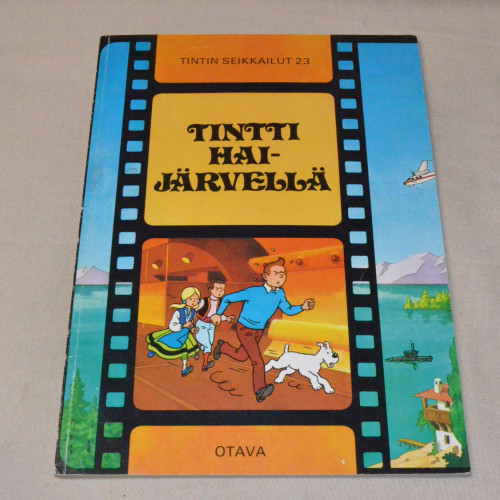 TINTIN SEIKKAILUT 23
TINTTI
HAI-
JÄRVELLÄ
OTAVA